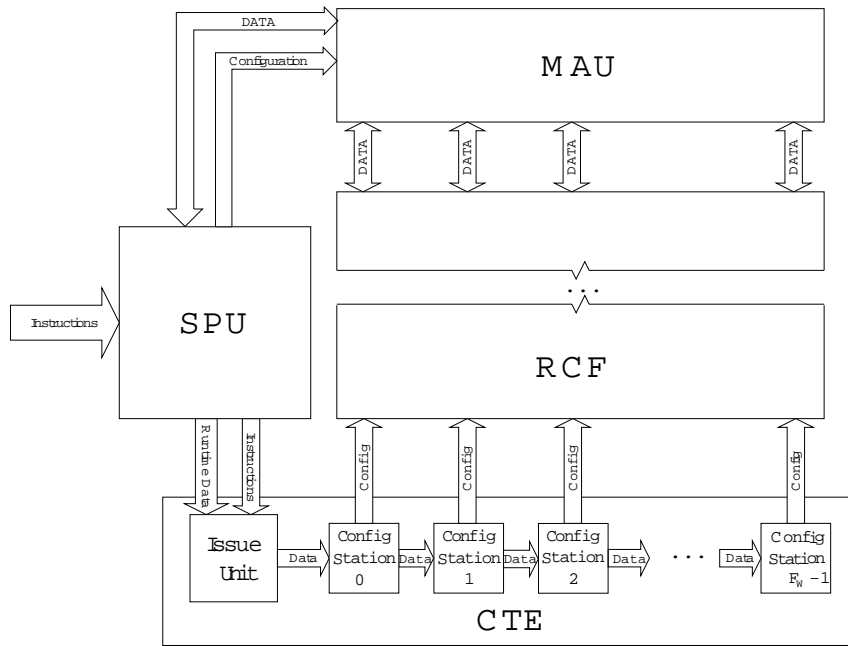 DATA
Configuration
MAU
DATA
DATA
DATA
DATA
...
SPU
Instructions
RCF
Runtime Data
Instructions
Config
Config
Config
Config
Issue
Unit
Data
Config
Station
0
Data
Config
Station
1
Data
Config
Station
2
Data
...
Data
Config
Station
F_W -1
CTE